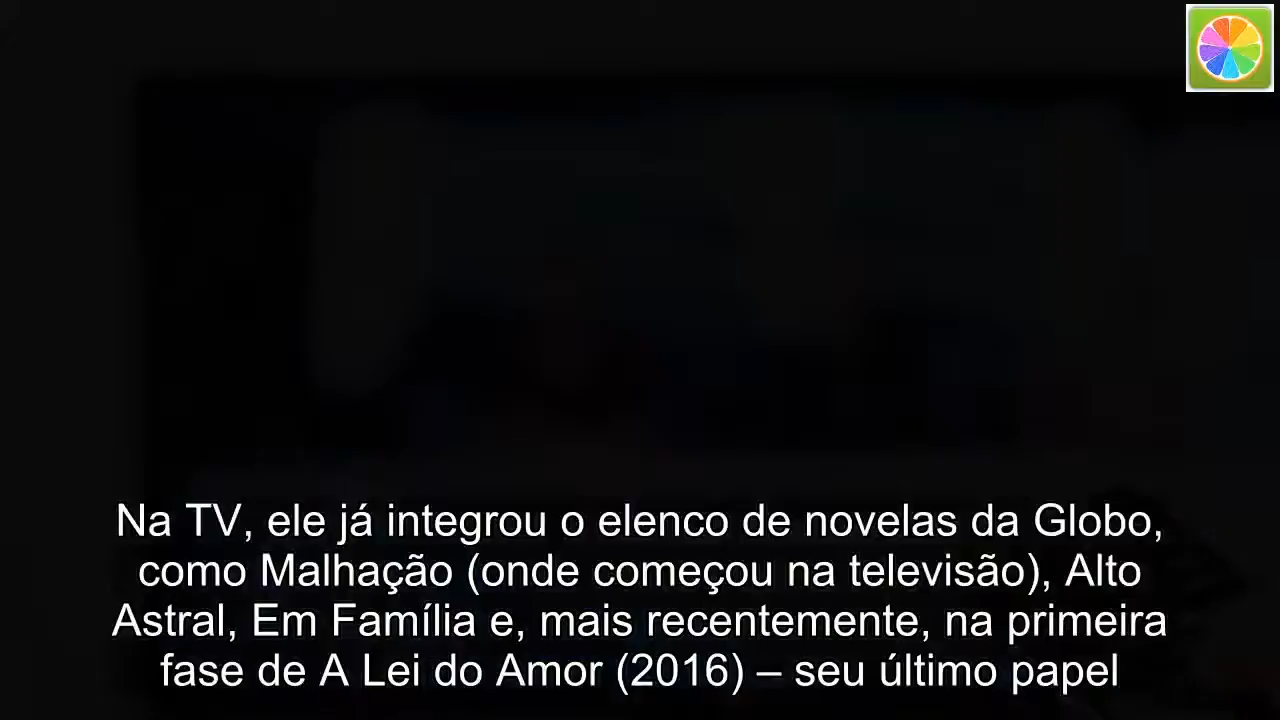 Na TV, ele já integrou o elenco de novelas da Globo,
como Malhação (onde começou na televisão), Alto
Astral, Em Família e, mais recentemente, na primeira
fase de A Lei do Amor (2016) – seu último papel